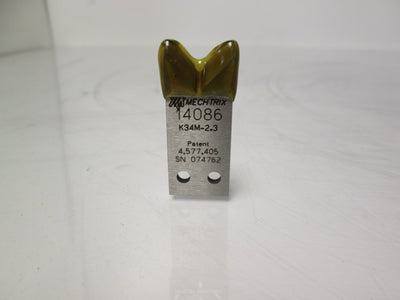 MECHTRIX
14086
K34M-2.3
Patent
4,577,405
SN 074762